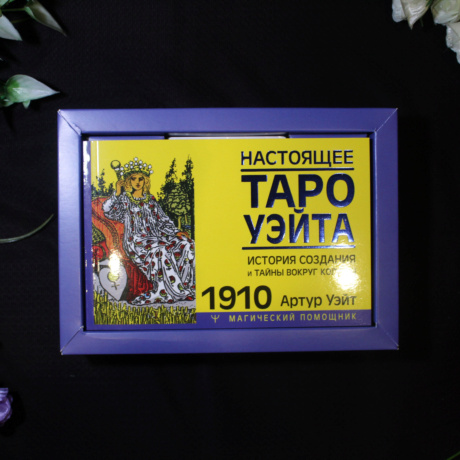 НАСТОЯЩЕЕ
ТАРО
УЭЙТА
ИСТОРИЯ СОЗДАНИЯ
и ТАЙНЫ ВОКРУГ
1910 Артур Уэйт
МАГИЧЕСКИЙ ПОМОЩНИК